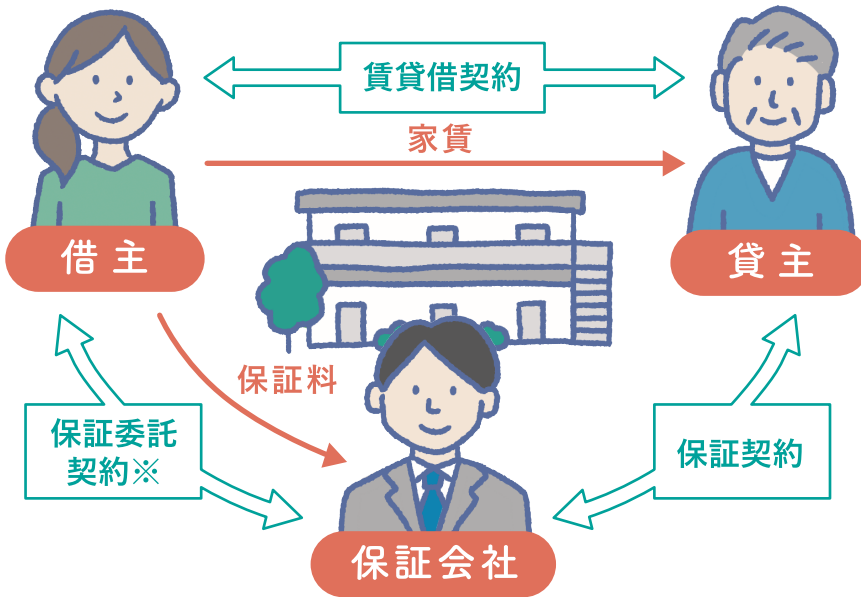 賃貸借契約
家賃
借主
貸主
保証料
保証委託
契約※
保証契約
保証会社